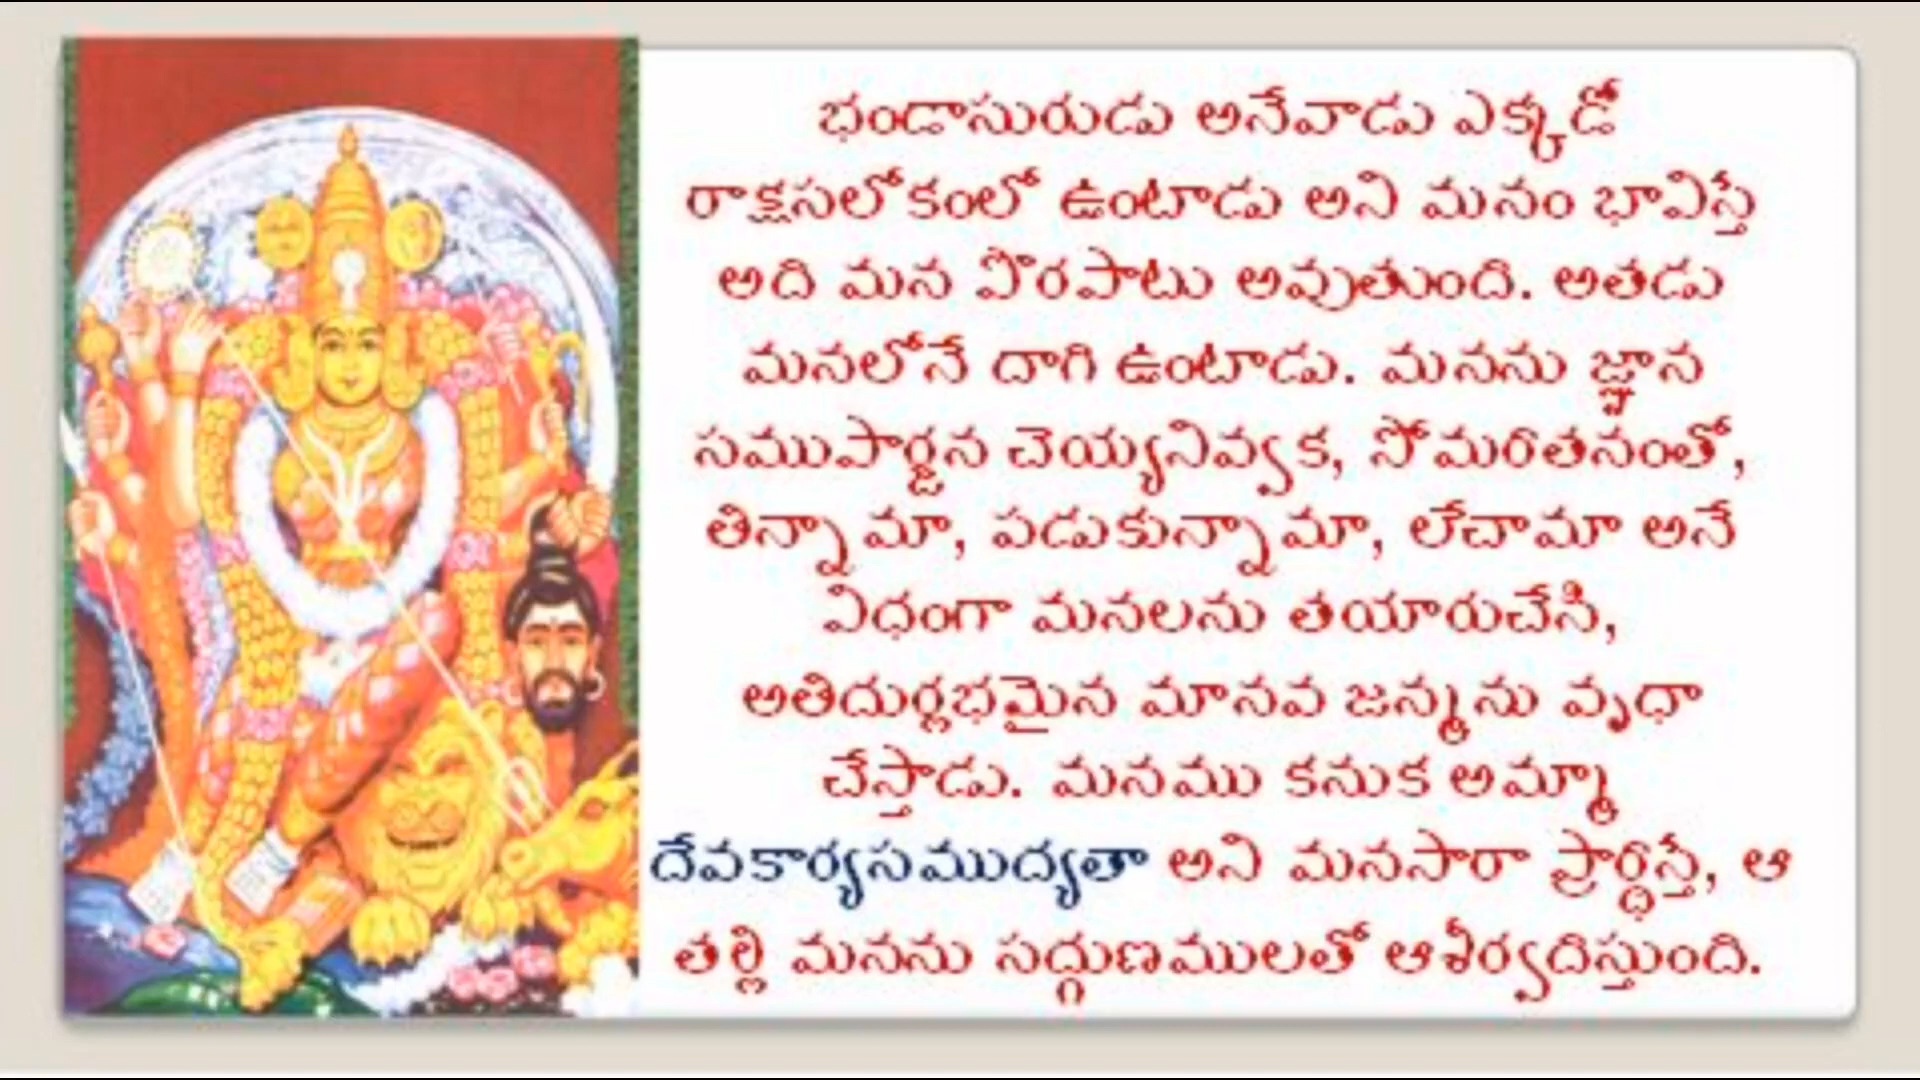 భండాసురుడు అనేవాడు ఎక్కడో
రాక్షసలోకంలో ఉంటాడు అని మనం భావిస్తే
అది మన పొరపాటు అవుతుంది. అతడు
మనలోనే దాగి ఉంటాడు. మనను జ్ఞాన
సముపార్జన చెయ్యనివ్వక, సోమరితనంతో,
తిన్నామా, పడుకున్నామా, లేచామా అనే
విధంగా మనలను తయారుచేసి,
అతిదుర్లభమైన మానవ జన్మను వృధా
చేస్తాడు. మనము కనుక అమ్మా
దేవకార్యసముద్యతా అని మనసారా ప్రార్థిస్తే, ఆ
తల్లి మనను సద్గుణములతో ఆశీర్వదిస్తుంది.